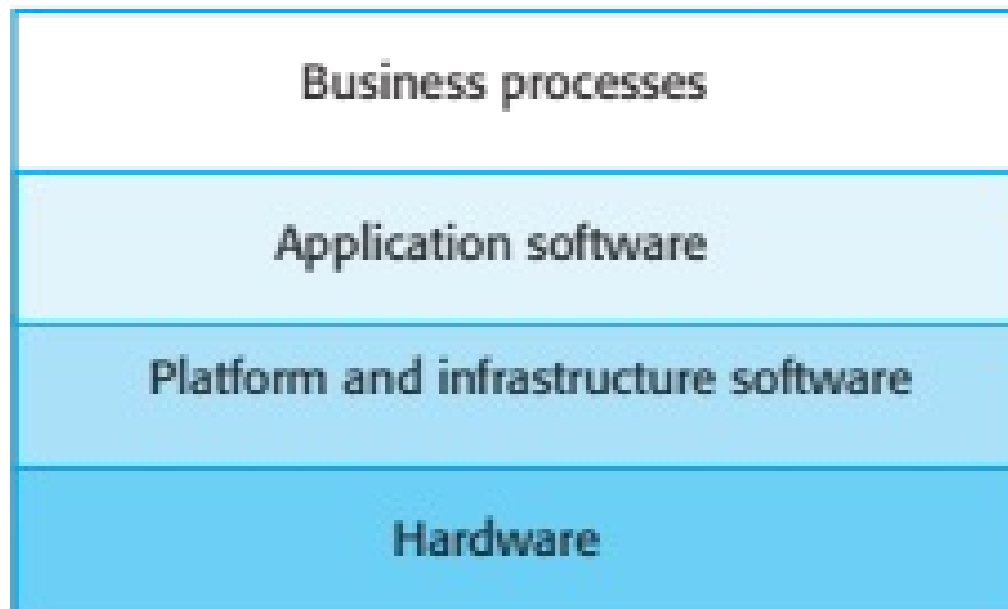 Business processes
Application software
Platform and infrastructure software
Hardware